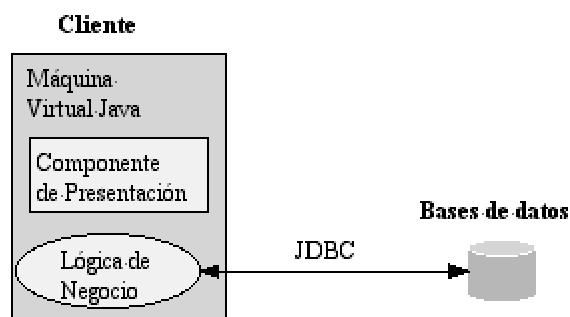 Cliente
Máquina
Virtual Java
Componente
de Presentación
Bases de datos
JDBC
Lógica de
Negocio